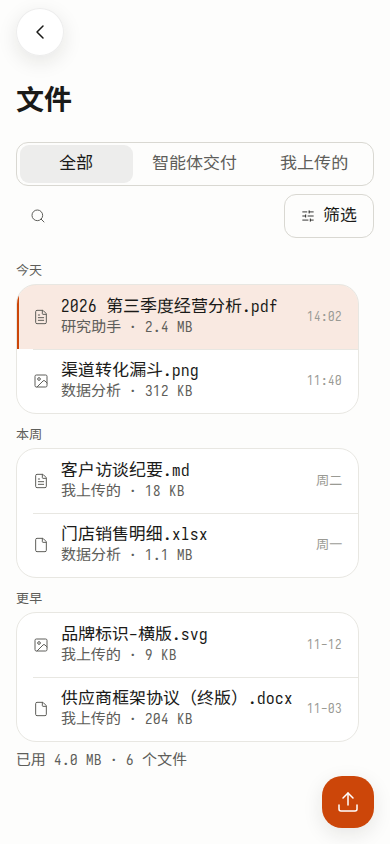 文件
全部
智能体交付
我上传的
筛选
今天
2026 第三季度经营分析.pdf
14:02
研究助手 · 2.4 MB
渠道转化漏斗.png
11:40
数据分析 · 312 KB
本周
客户访谈纪要.md
周二
我上传的 · 18 KB
门店销售明细.xlsx
周一
数据分析 · 1.1 MB
更早
品牌标识-横版.svg
11-12
我上传的 · 9 KB
供应商框架协议（终版）.docx
11-03
我上传的 · 204 KB
已用 4.0 MB · 6 个文件